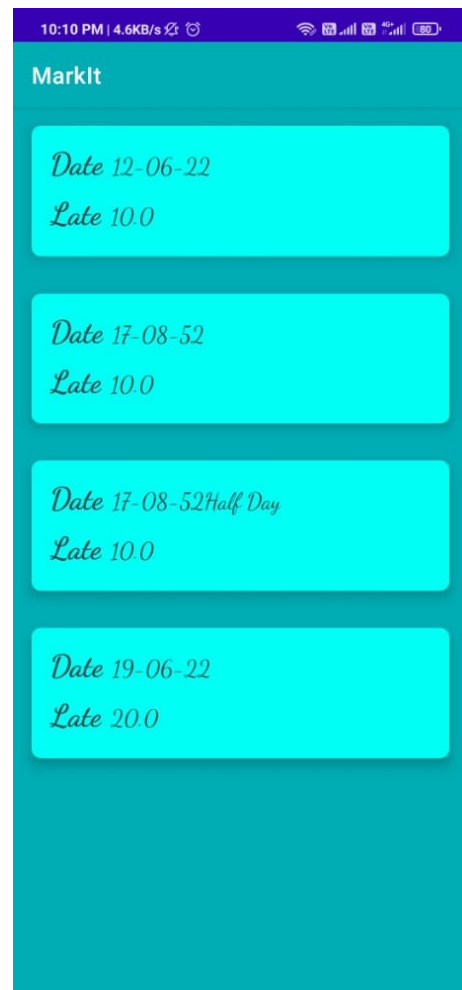 10:10 PM | 4.6KB/s 4G+ 80
MarkIt
Date 12-06-22
Late 10.0
Date 17-08-52
Late 10.0
Date 17-08-52Half Day
Late 10.0
Date 19-06-22
Late 20.0